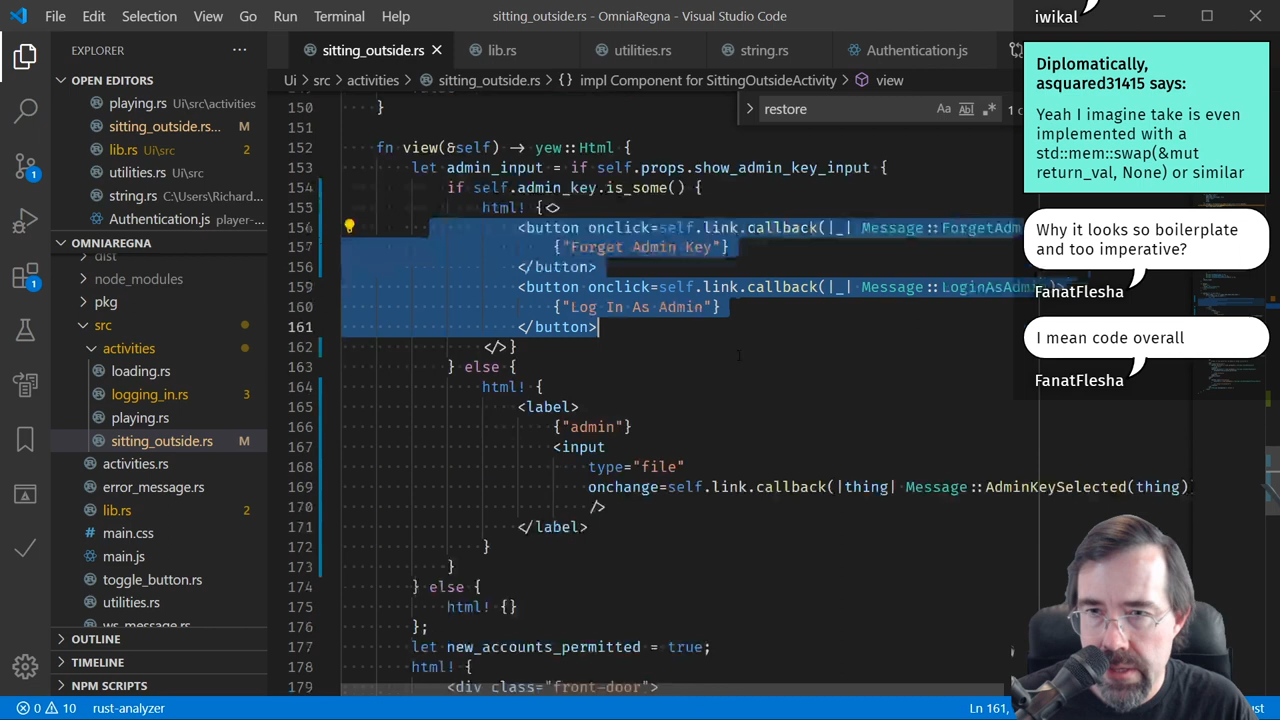 File Edit Selection View Go Run Terminal Help
sitting_outside.rs - OmniaRegna - Visual Studio Code
EXPLORER
OPEN EDITORS
playing.rs Ui\src\activities
sitting_outside.rs... M
lib.rs Ui\src 2
utilities.rs Ui\src
string.rs C:\Users\Richard...
Authentication.js player-...
OMNIAREGNA
dist
node_modules
pkg
src
activities
loading.rs
logging_in.rs 3
playing.rs
sitting_outside.rs M
activities.rs
error_message.rs
lib.rs 2
main.css
main.js
toggle_button.rs
utilities.rs
ws_message.rs
OUTLINE
TIMELINE
NPM SCRIPTS
1
1
sitting_outside.rs
lib.rs
utilities.rs
string.rs
Authentication.js
Ui > src > activities > sitting_outside.rs > {} impl Component for SittingOutsideActivity > view
restore
Aa Ab .*
150 }
151
152 fn view(&self) -> yew::Html {
153 let admin_input = if self.props.show_admin_key_input {
154 if self.admin_key.is_some() {
155 html! {<>
156 <button onclick=self.link.callback(|_| Message::ForgetAdm
157 {"Forget Admin Key"}
156 </button>
159 <button onclick=self.link.callback(|_| Message::LoginAsAdmin
160 {"Log In As Admin"}
161 </button>
162 </>}
163 } else {
164 html! {
165 <label>
166 {"admin"}
167 <input
168 type="file"
169 onchange=self.link.callback(|thing| Message::AdminKeySelected(thing)
170 />
171 </label>
172 }
173 }
174 } else {
175 html! {}
176 };
177 let new_accounts_permitted = true;
178 html! {
179 <div class="front-door">
iwikal
Diplomatically,
asquared31415 says:
Yeah I imagine take is even
implemented with a
std::mem::swap(&mut
return_val, None) or similar
Why it looks so boilerplate
and too imperative?
FanatFlesha
I mean code overall
FanatFlesha
0 10 rust-analyzer
Ln 161,